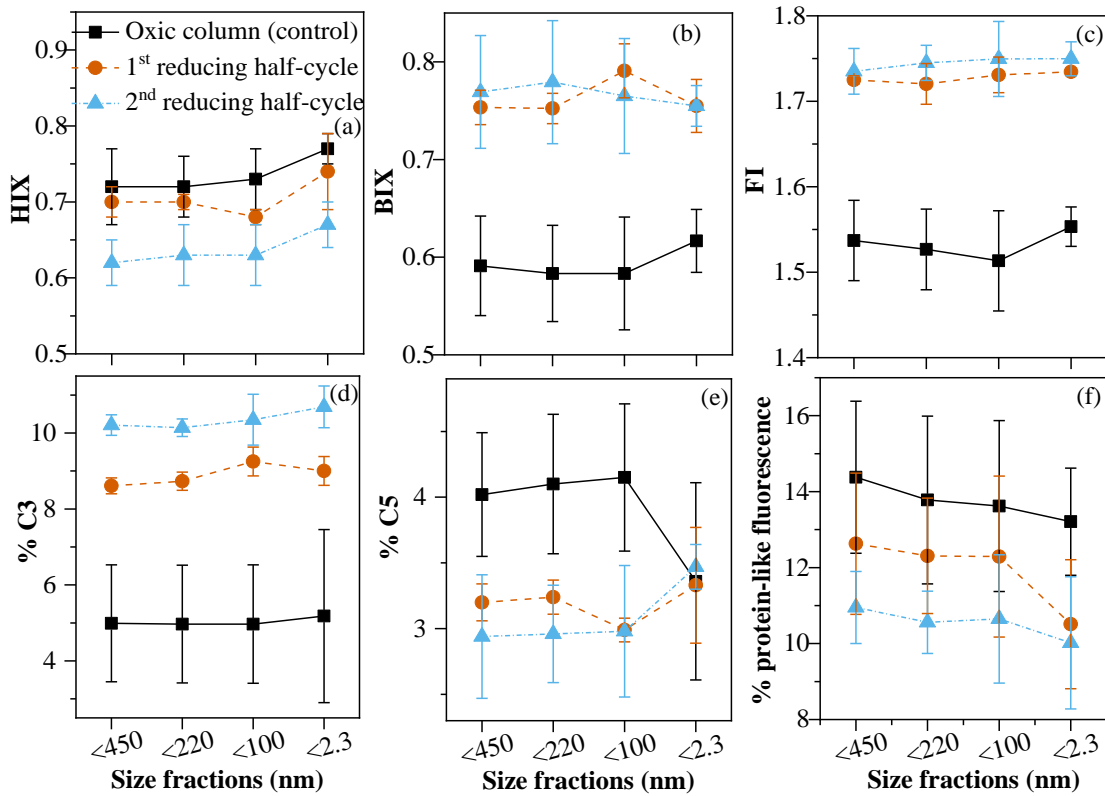 Oxic column (control)
1st reducing half-cycle
2nd reducing half-cycle
(a)
HIX
0.9
0.8
0.7
0.6
0.5
(b)
BIX
0.8
0.7
0.6
0.5
(c)
FI
1.8
1.7
1.6
1.5
1.4
(d)
% C3
10
8
6
4
<450
<220
<100
<2.3
Size fractions (nm)
(e)
% C5
4
3
<450
<220
<100
<2.3
Size fractions (nm)
(f)
% protein-like fluorescence
16
14
12
10
8
<450
<220
<100
<2.3
Size fractions (nm)